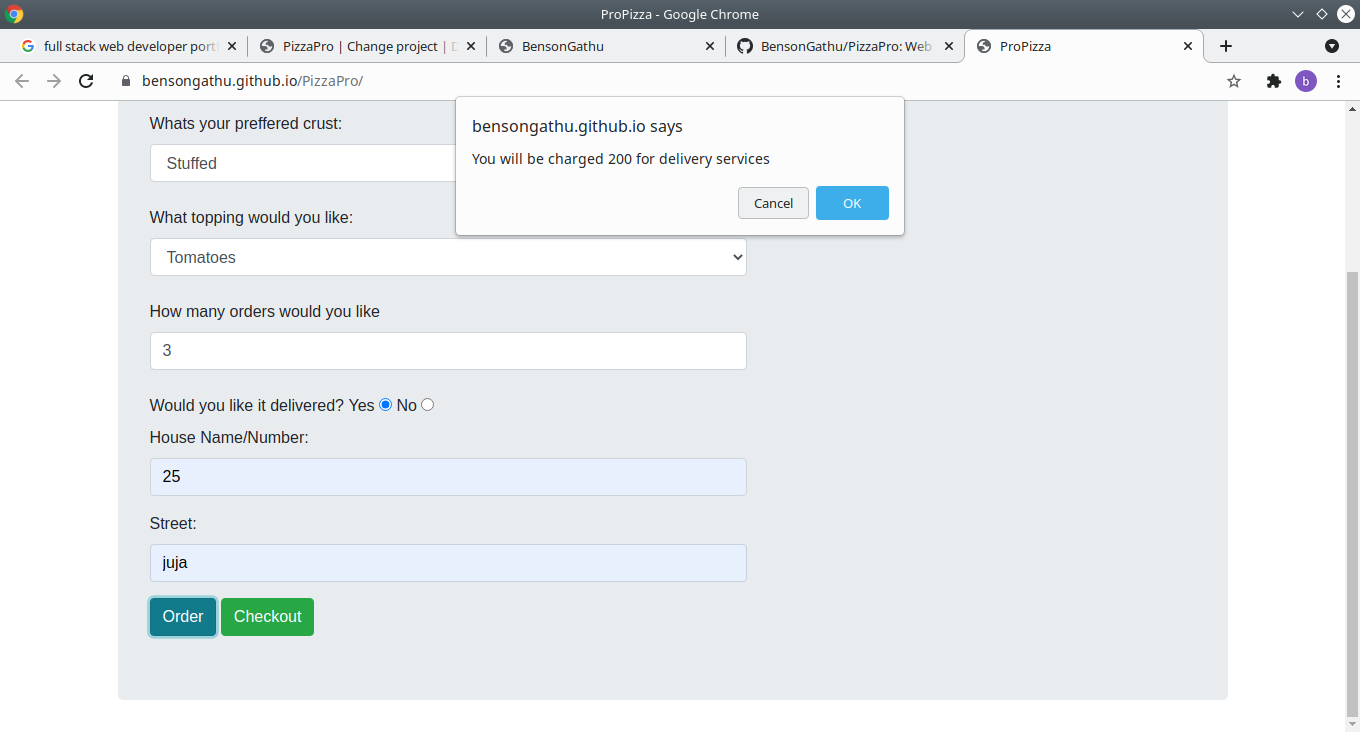 ProPizza - Google Chrome
full stack web developer port
PizzaPro | Change project | D
BensonGathu
BensonGathu/PizzaPro: Web
ProPizza
bensongathu.github.io/PizzaPro/
b
Whats your preffered crust:
Stuffed
bensongathu.github.io says
You will be charged 200 for delivery services
Cancel
OK
What topping would you like:
Tomatoes
How many orders would you like
3
Would you like it delivered? Yes No
House Name/Number:
25
Street:
juja
Order
Checkout